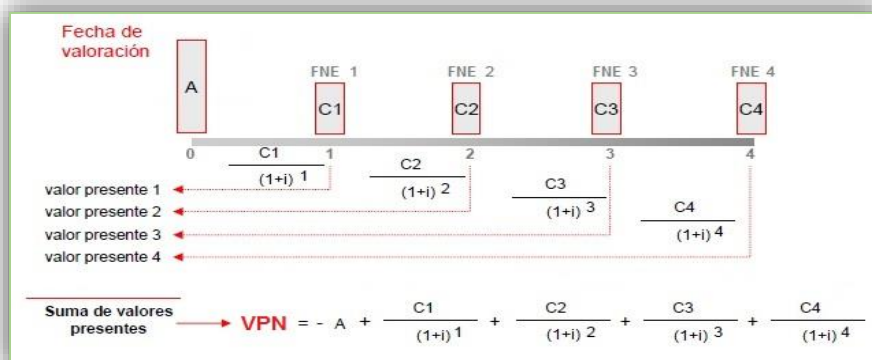 Fecha de
valoración
A
FNE 1 FNE 2 FNE 3 FNE 4
C1 C2 C3 C4
0 1 2 3 4
C1
(1+i) 1
C2
(1+i) 2
C3
(1+i) 3
C4
(1+i) 4
valor presente 1
valor presente 2
valor presente 3
valor presente 4
Suma de valores
presentes
VPN = - A + C1 / (1+i) 1 + C2 / (1+i) 2 + C3 / (1+i) 3 + C4 / (1+i) 4